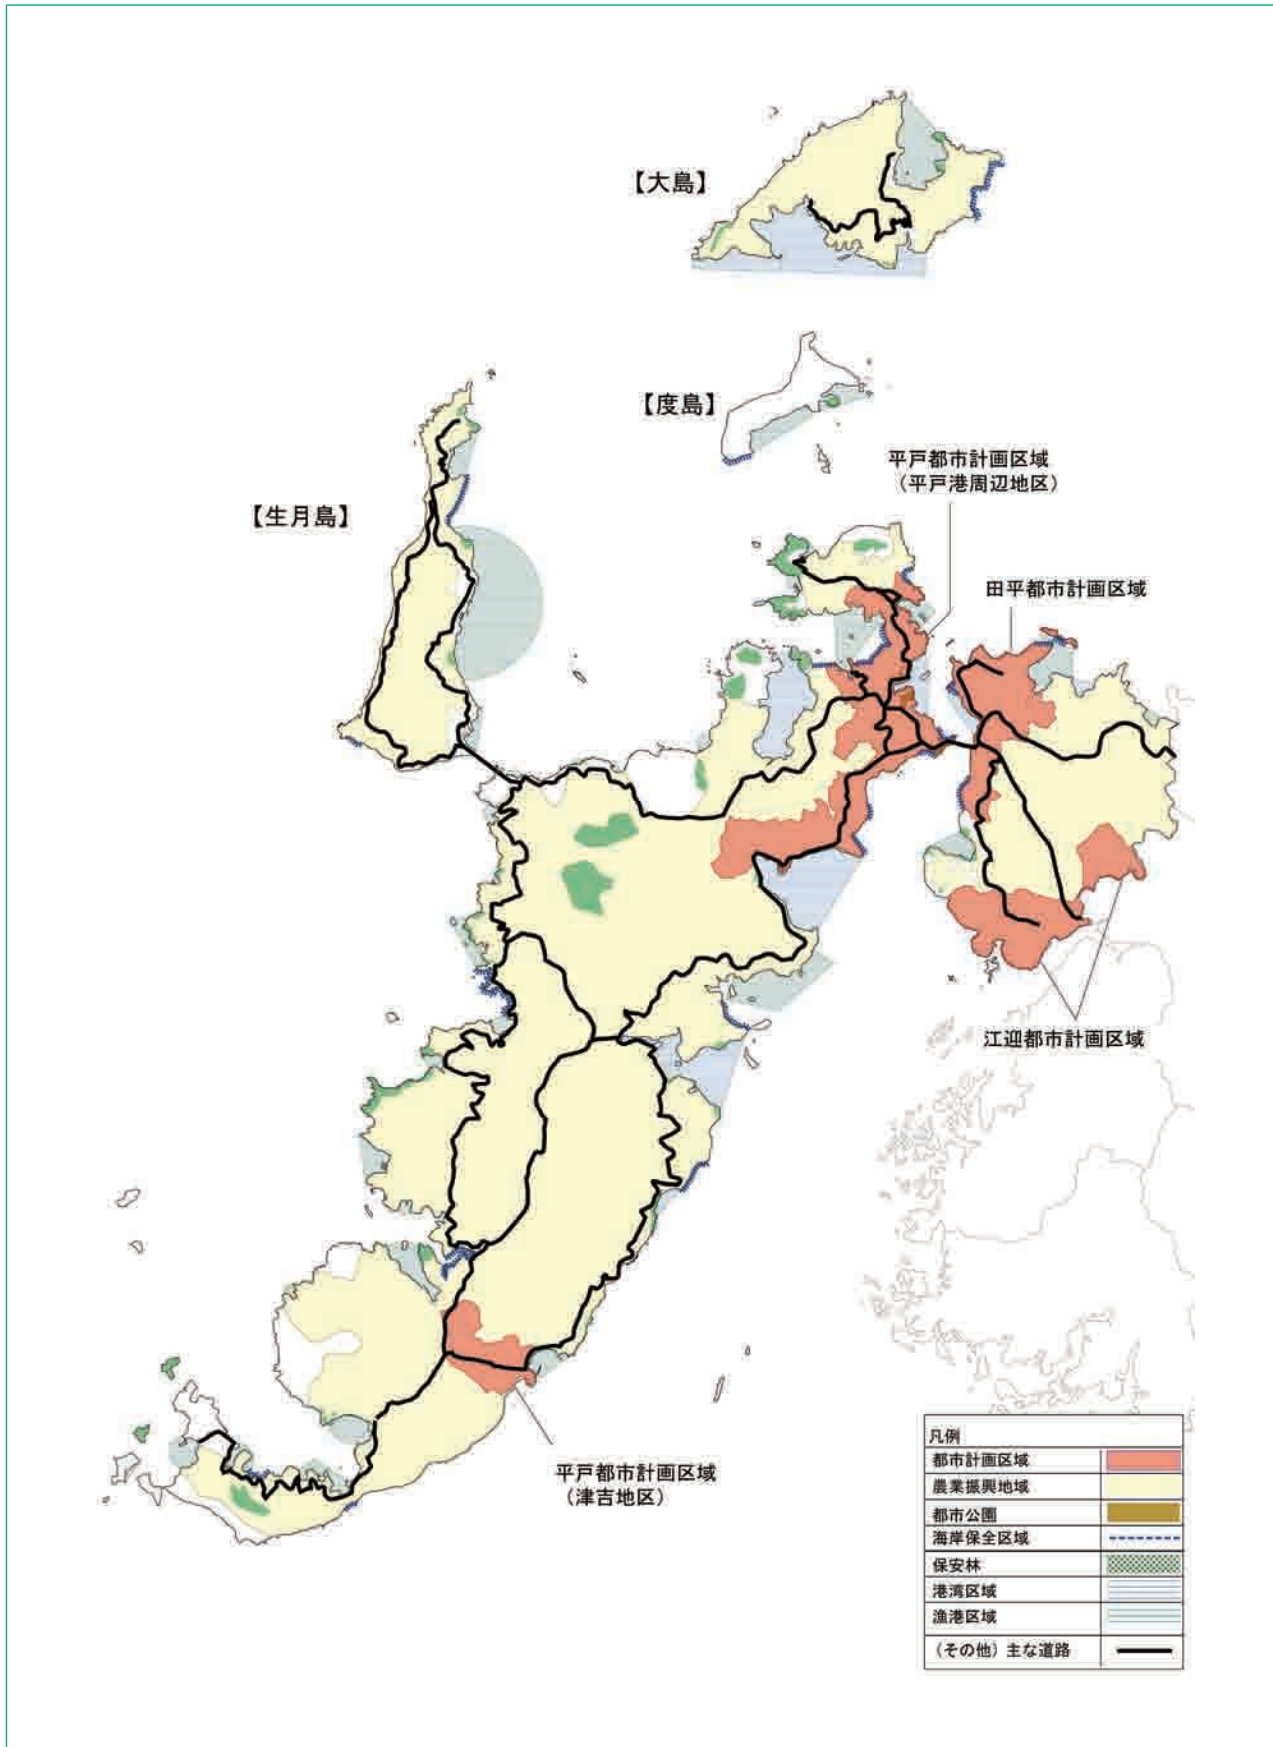 【大島】
【度島】
平戸都市計画区域
（平戸港周辺地区）
【生月島】
田平都市計画区域
江迎都市計画区域
平戸都市計画区域
（津吉地区）
凡例
都市計画区域
農業振興地域
都市公園
海岸保全区域
保安林
港湾区域
漁港区域
（その他）主な道路